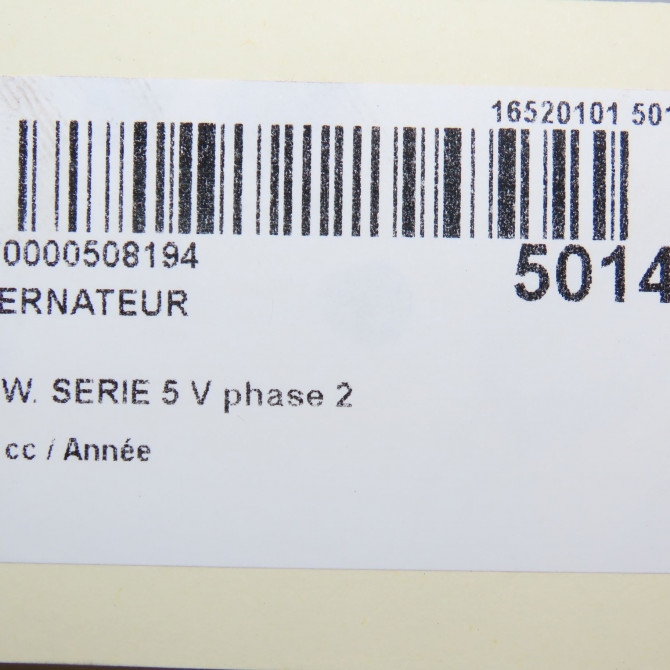 16520101 501
0000508194
5014
ERNATEUR
W. SERIE 5 V phase 2
cc / Année